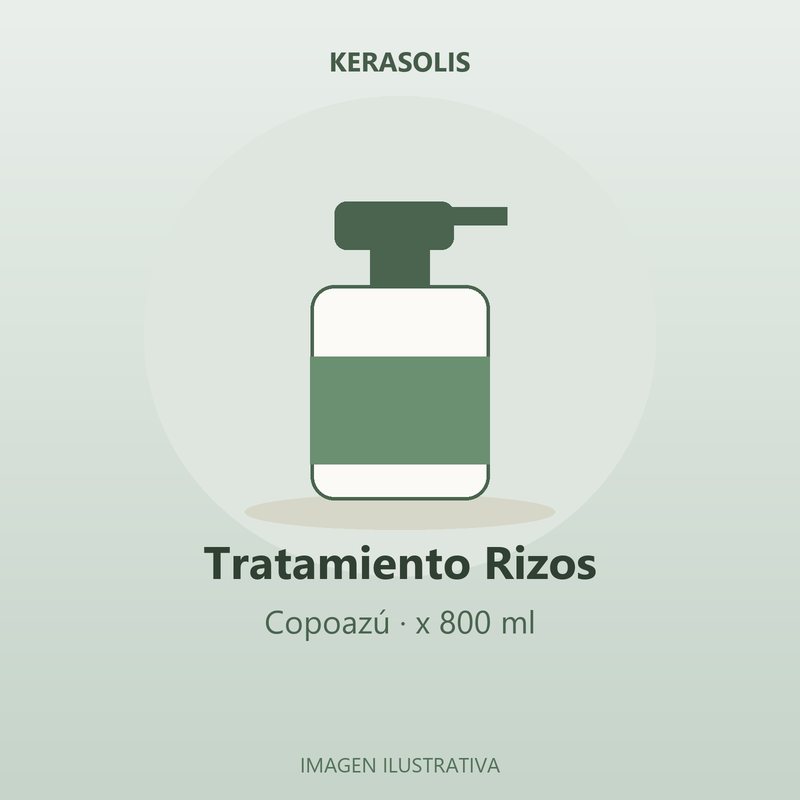 KERASOLIS
Tratamiento Rizos
Copoazú · x 800 ml
IMAGEN ILUSTRATIVA